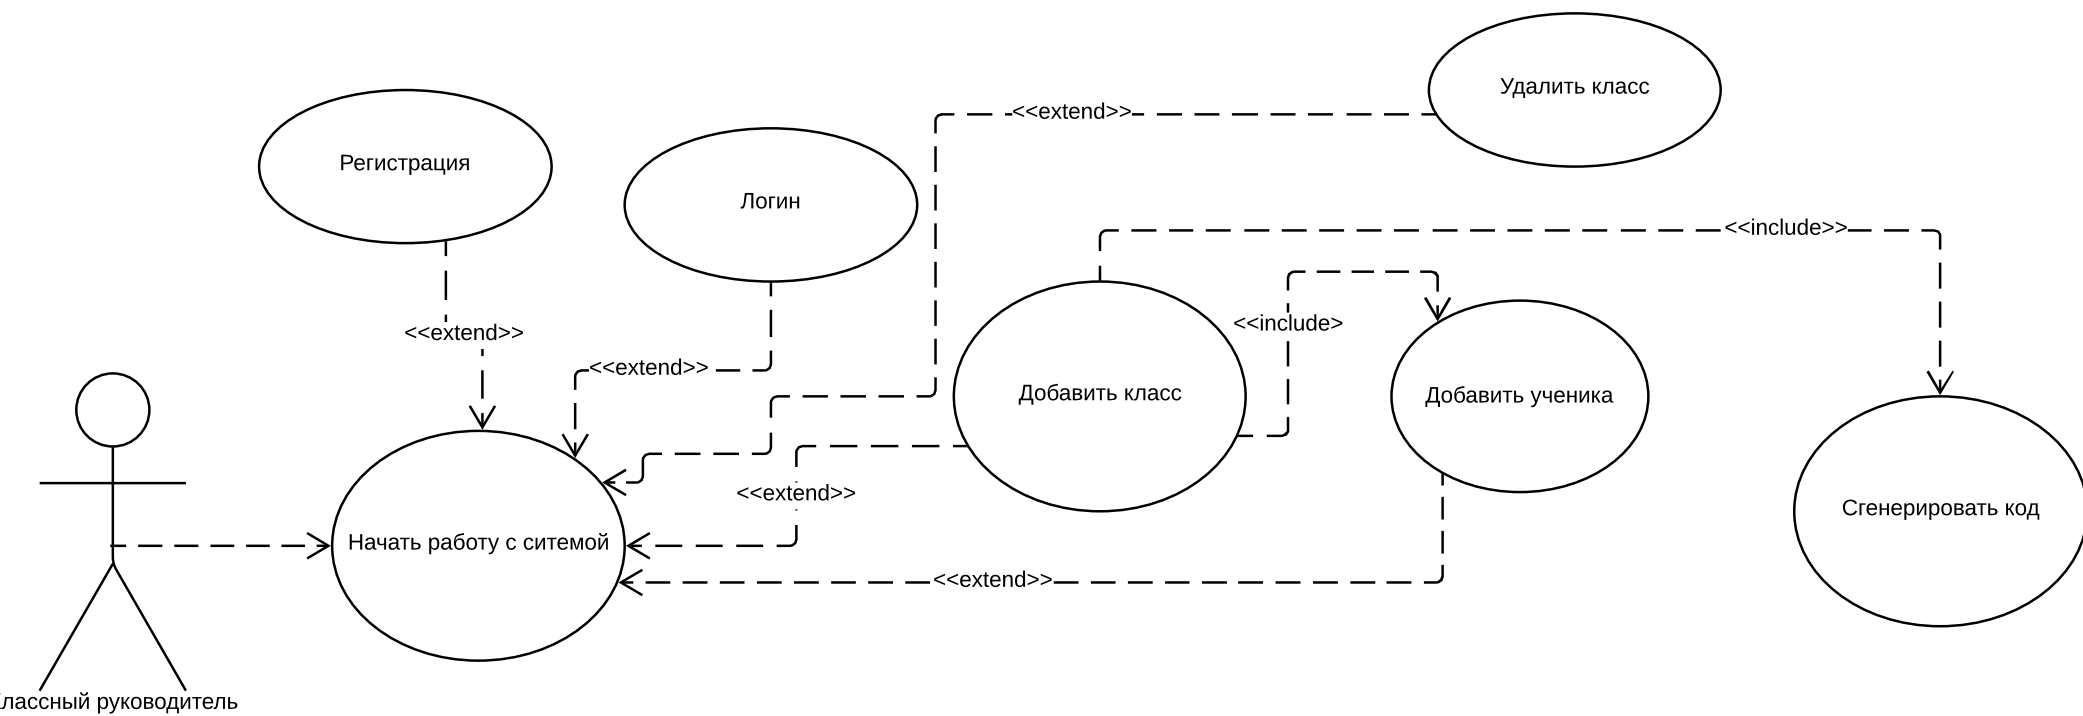 Удалить класс
<<extend>>
Регистрация
Логин
<<include>>
<<include>
<<extend>>
<<extend>>
Добавить класс
Добавить ученика
<<extend>>
Сгенерировать код
Начать работу с ситемой
<<extend>>
лассный руководитель